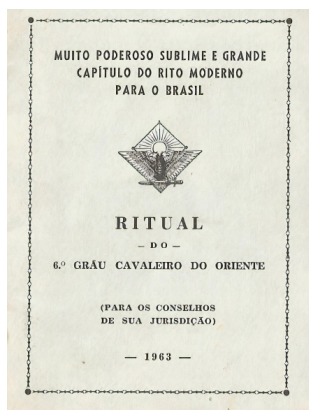 MUITO PODEROSO SUBLIME E GRANDE
CAPÍTULO DO RITO MODERNO
PARA O BRASIL
RITUAL
— DO —
6.º GRÃU CAVALEIRO DO ORIENTE
(PARA OS CONSELHOS
DE SUA JURISDIÇÃO)
— 1963 —